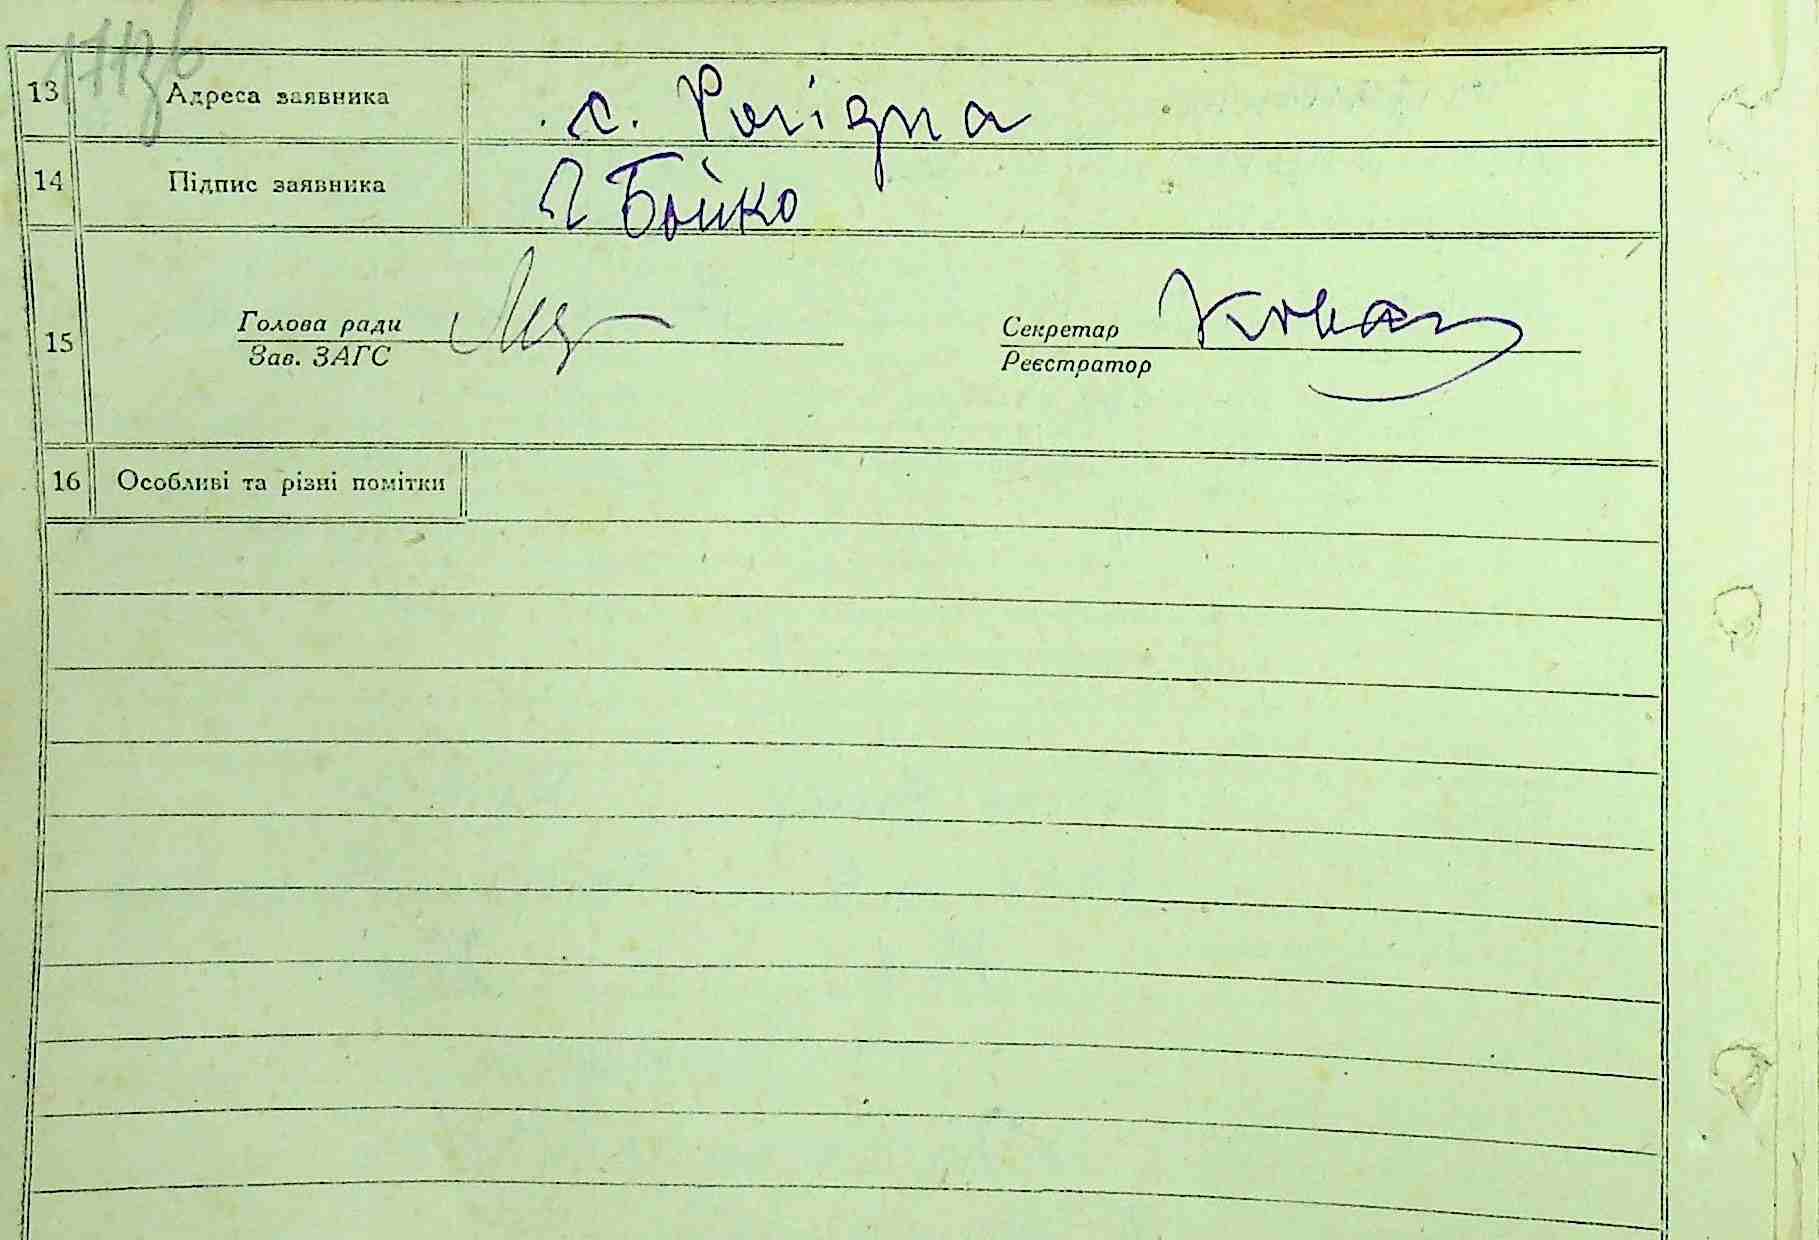 13 Адреса заявника с. Розідна
14 Підпис заявника Бойко
15
Голова ради
Зав. ЗАГС
Секретар
Реєстратор
16 Особливі та різні помітки